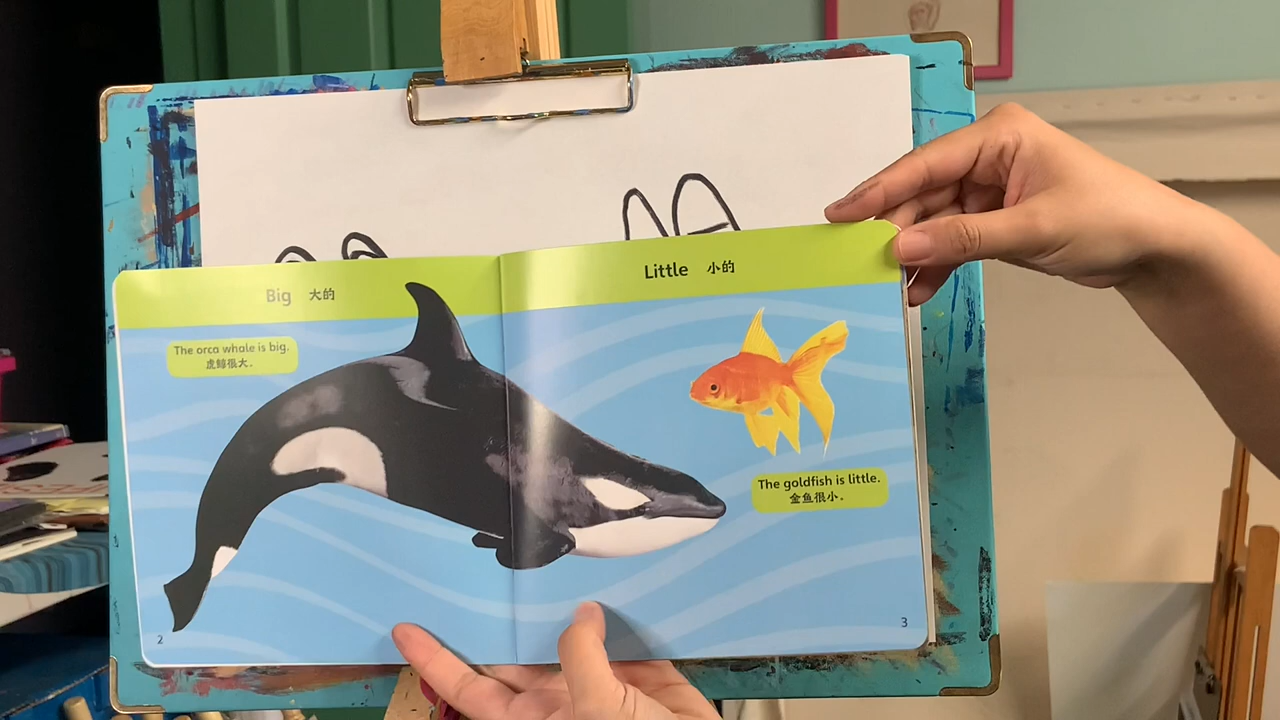 Big 大的
The orca whale is big.
虎鲸很大。
2
Little 小的
The goldfish is little.
金鱼很小。
3